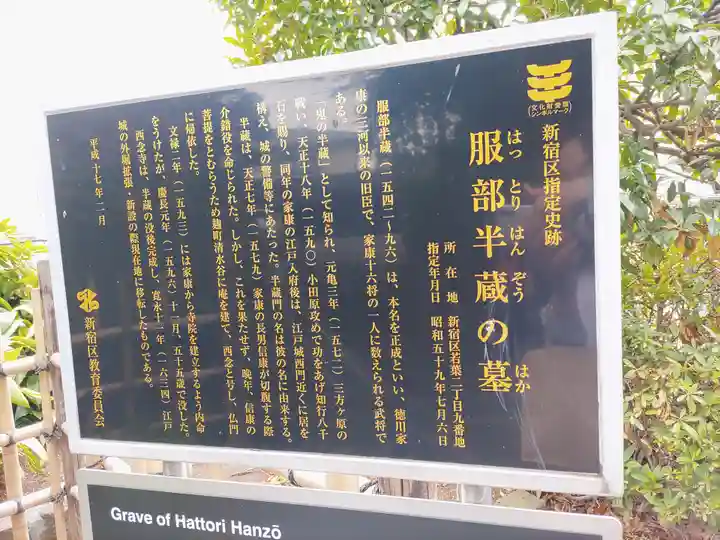 文化財愛護
シンボルマーク
新宿区指定史跡
はっとりはんぞう はか
服部半蔵の墓
所在地 新宿区若葉二丁目九番地
指定年月日 昭和五十九年七月六日
服部半蔵(一五四二~九六)は、本名を正成といい、徳川家
康の三河以来の旧臣で、家康十六将の一人に数えられる武将で
ある。
「鬼の半蔵」として知られ、元亀三年(一五七二)三方ヶ原の
戦い、天正十八年(一五九〇)小田原攻めで功をあげ知行八千
石を賜り、同年の家康の江戸入府後は、江戸城西門近くに居を
構え、城の警備等にあたった。半蔵門の名は彼の名に由来する。
半蔵は、天正七年(一五七九)家康の長男信康が切腹する際
介錯役を命じられた。しかし、これを果たせず、晩年、信康の
菩提をとむらうため麹町清水谷に庵を建て、西念と号し、仏門
に帰依した。
文禄二年(一五九三)には家康から寺院を建立するよう内命
をうけたが、慶長元年(一五九六)十一月、五十五歳で没した。
西念寺は、半蔵の没後完成し、寛永十一年(一六三四)江戸
城の外堀拡張・新設の際現在地に移転したものである。
平成十七年二月
新宿区教育委員会
Grave of Hattori Hanzō